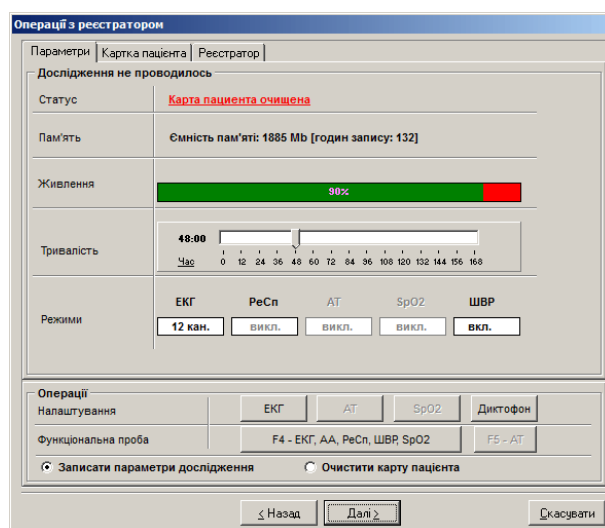 Операції з реєстратором
Параметри Картка пацієнта Реєстратор
Дослідження не проводилось
Статус Карта пациента очищена
Пам'ять Ємність пам'яті: 1885 Mb [годин запису: 132]
Живлення 90%
48:00
Тривалість
Час 0 12 24 36 48 60 72 84 96 108 120 132 144 156 168
ЕКГ РеСп АТ SpO2 ШВР
Режими 12 кан. викл. викл. викл. вкл.
Операції
Налаштування ЕКГ АТ SpO2 Диктофон
Функціональна проба F4 - ЕКГ, АА, РеСп, ШВР, SpO2 F5 - АТ
Записати параметри дослідження Очистити карту пацієнта
< Назад Далі > Скасувати